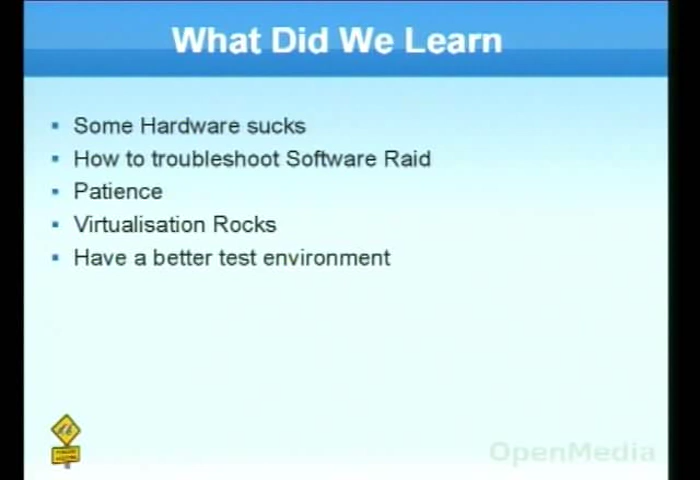 What Did We Learn
Some Hardware sucks
How to troubleshoot Software Raid
Patience
Virtualisation Rocks
Have a better test environment
OpenMedia